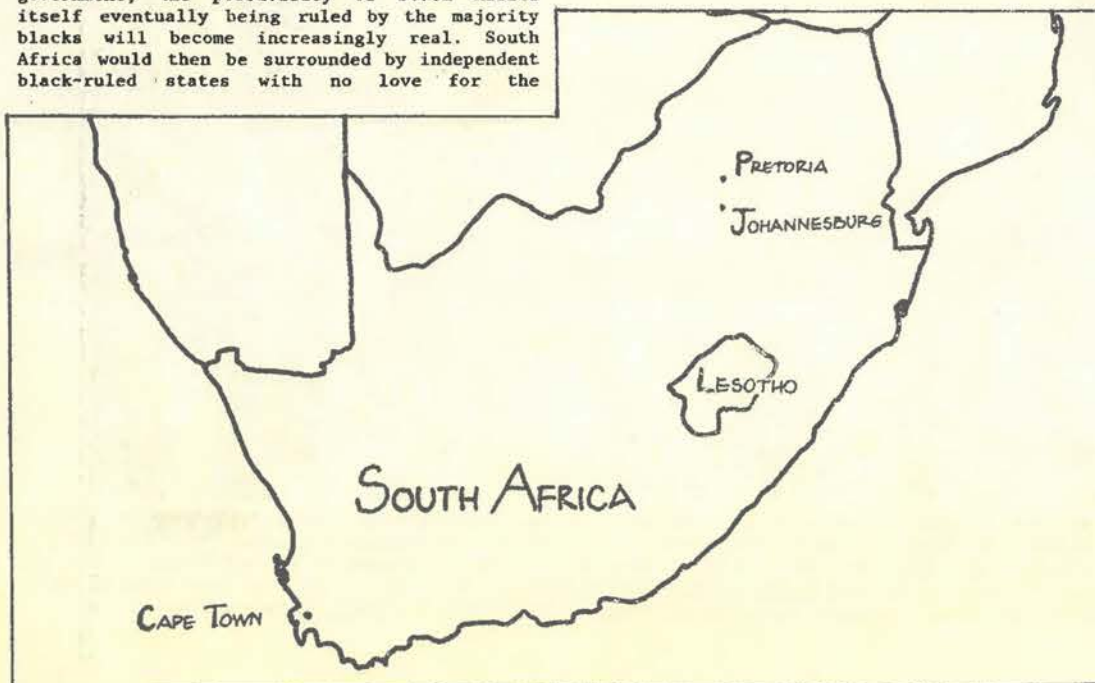 itself eventually being ruled by the majority
blacks will become increasingly real. South
Africa would then be surrounded by independent
black-ruled states with no love for the
PRETORIA
JOHANNESBURG
LESOTHO
SOUTH AFRICA
CAPE TOWN